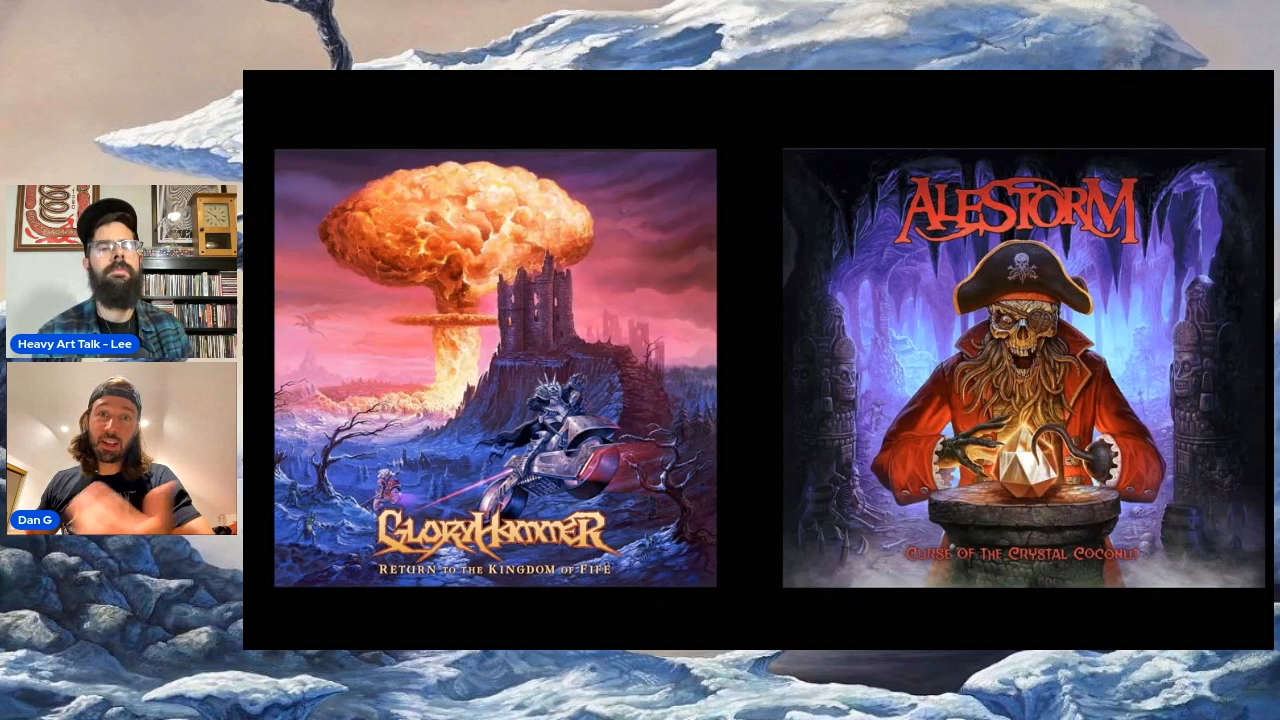 Heavy Art Talk - Lee
Dan G
GLORYHAMMER
RETURN TO THE KINGDOM OF FIFE
ALESTORM
CURSE OF THE CRYSTAL COCONUT